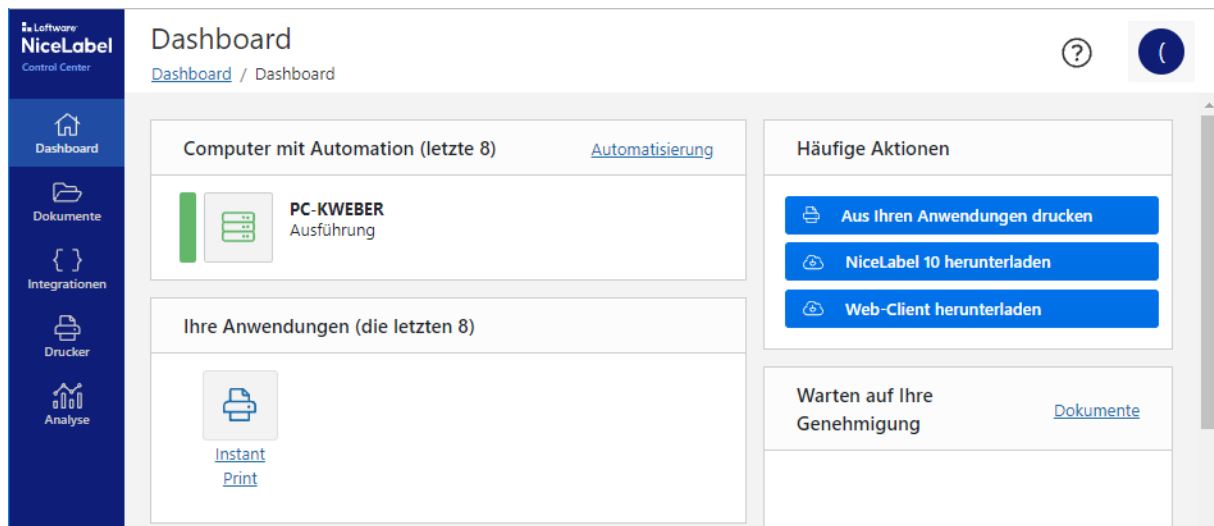 Loftware
NiceLabel
Control Center
Dashboard
Dokumente
Integrationen
Drucker
Analyse
Dashboard
Dashboard / Dashboard
?
(
Computer mit Automation (letzte 8)
Automatisierung
PC-KWEBER
Ausführung
Ihre Anwendungen (die letzten 8)
Instant
Print
Häufige Aktionen
Aus Ihren Anwendungen drucken
NiceLabel 10 herunterladen
Web-Client herunterladen
Warten auf Ihre
Genehmigung
Dokumente